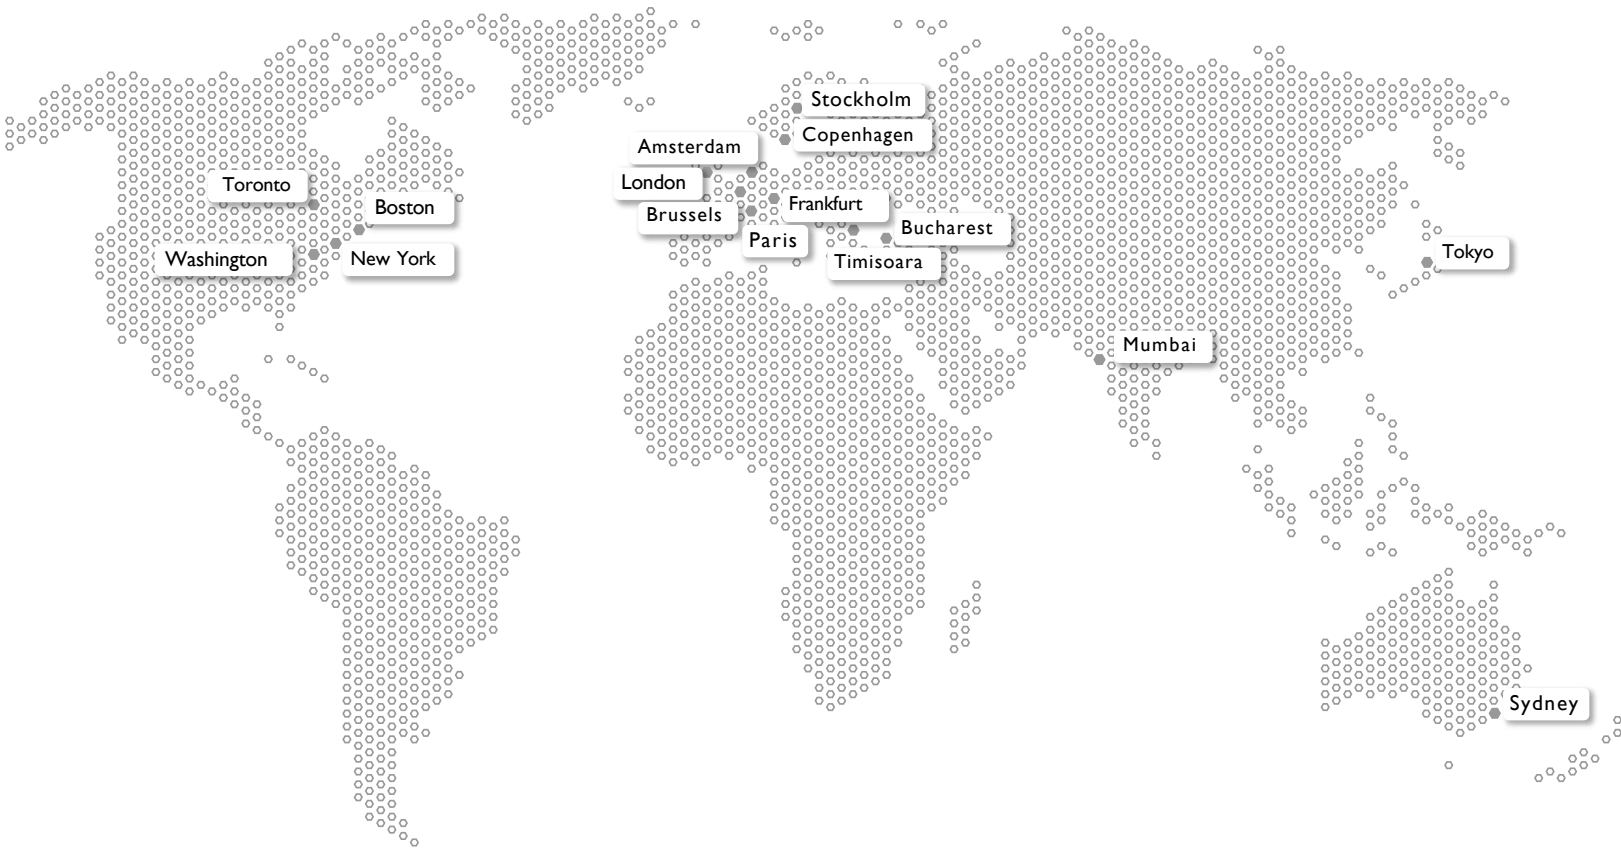 Stockholm
Copenhagen
Amsterdam
London
Toronto
Frankfurt
Boston
Brussels
Bucharest
Paris
Tokyo
Washington
New York
Timisoara
Mumbai
Sydney